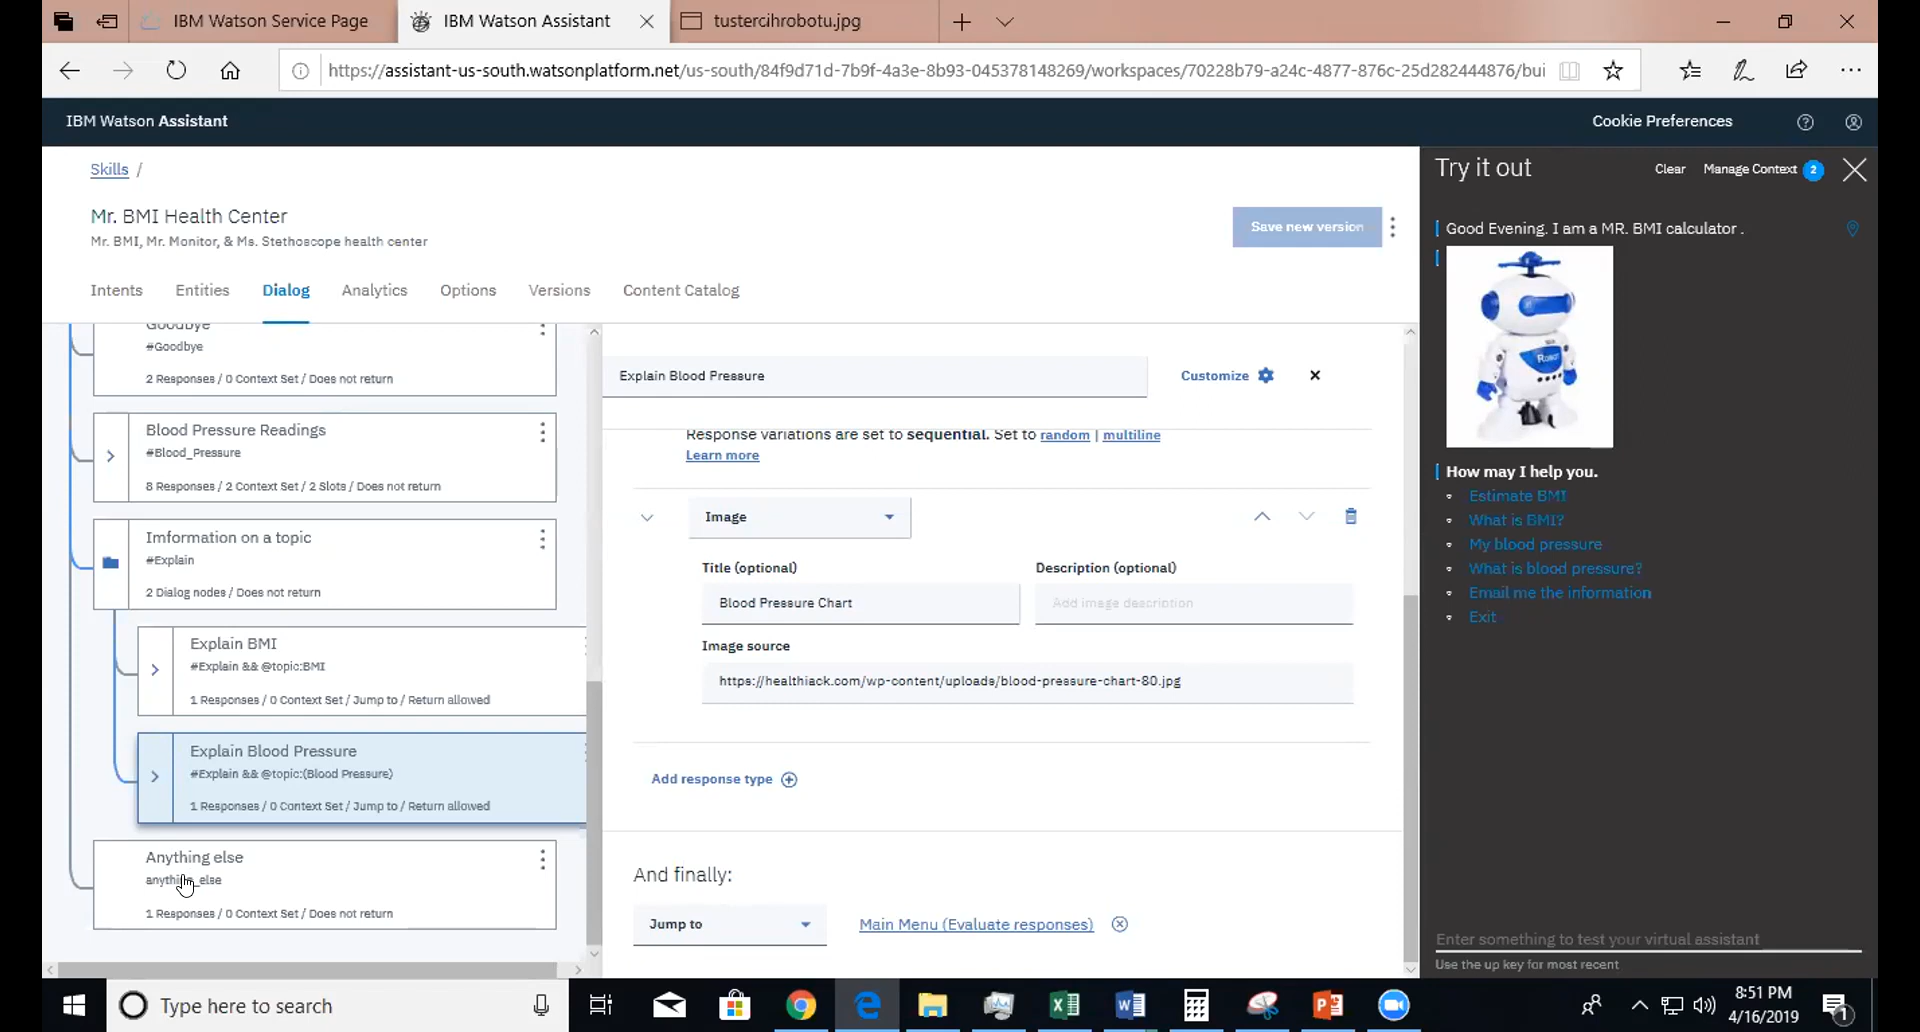 IBM Watson Service Page
IBM Watson Assistant
tustercihrobotu.jpg
https://assistant-us-south.watsonplatform.net/us-south/84f9d71d-7b9f-4a3e-8b93-045378148269/workspaces/70228b79-a24c-4877-876c-25d282444876/bui
IBM Watson Assistant
Cookie Preferences
Skills /
Mr. BMI Health Center
Mr. BMI, Mr. Monitor, & Ms. Stethoscope health center
Save new version
Intents
Entities
Dialog
Analytics
Options
Versions
Content Catalog
Goodbye
#Goodbye
2 Responses / 0 Context Set / Does not return
Blood Pressure Readings
#Blood_Pressure
8 Responses / 2 Context Set / 2 Slots / Does not return
Imformation on a topic
#Explain
2 Dialog nodes / Does not return
Explain BMI
#Explain && @topic:BMI
1 Responses / 0 Context Set / Jump to / Return allowed
Explain Blood Pressure
#Explain && @topic:(Blood Pressure)
1 Responses / 0 Context Set / Jump to / Return allowed
Anything else
anything_else
1 Responses / 0 Context Set / Does not return
Explain Blood Pressure
Customize
Response variations are set to sequential. Set to random | multiline
Learn more
Image
Title (optional)
Description (optional)
Blood Pressure Chart
Add image description
Image source
https://healthiack.com/wp-content/uploads/blood-pressure-chart-80.jpg
Add response type
And finally:
Jump to
Main Menu (Evaluate responses)
Try it out
Clear
Manage Context 2
Good Evening. I am a MR. BMI calculator .
ROBOT
How may I help you.
Estimate BMI
What is BMI?
My blood pressure
What is blood pressure?
Email me the information
Exit
Enter something to test your virtual assistant
Use the up key for most recent
Type here to search
8:51 PM
4/16/2019
1